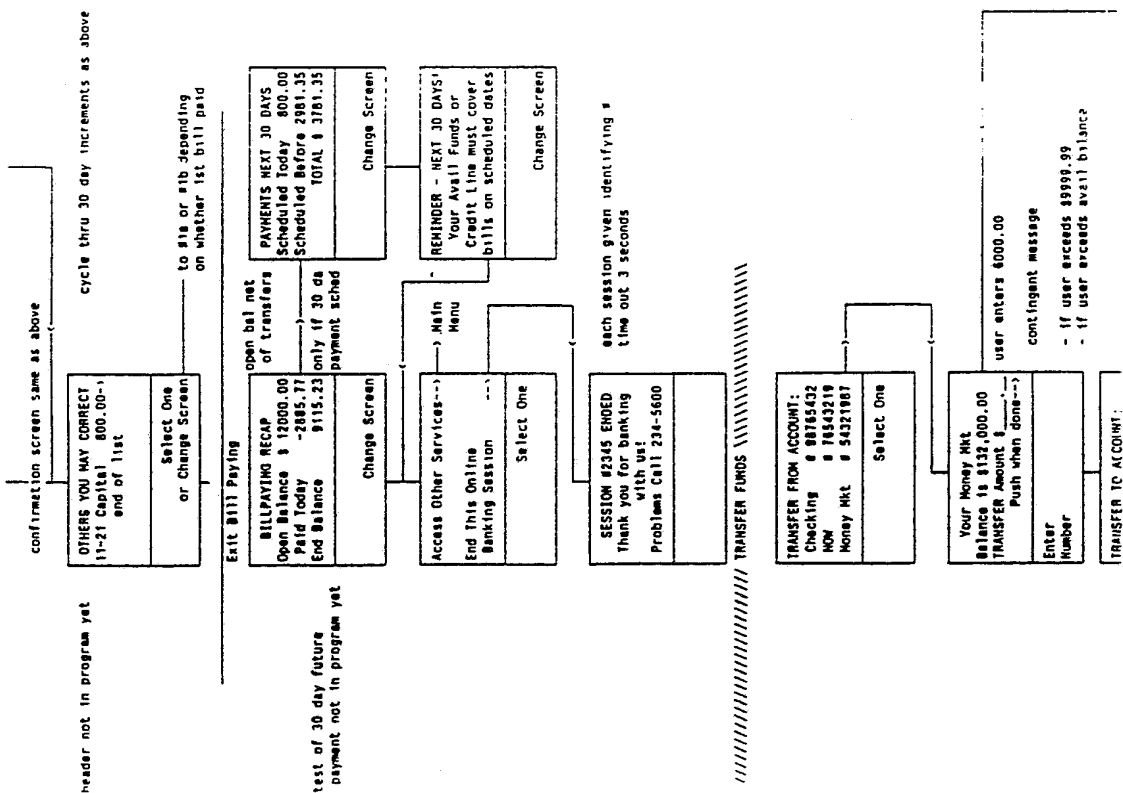 confirmation screen same as above
header not in program yet
OTHERS YOU MAY CORRECT
11-21 Capital 800.00-›
end of list
Select One
or Change Screen
cycle thru 30 day increments as above
to #1a or #1b depending
on whether 1st bill paid
Exit Bill Paying
test of 30 day future
payment not in program yet
BILLPAYING RECAP
Open Balance $ 12000.00
Paid Today -2885.77
End Balance 9115.23
Change Screen
open bal net
of transfers
only if 30 da
payment sched
PAYMENTS NEXT 30 DAYS
Scheduled Today 800.00
Scheduled Before 2981.35
TOTAL $ 3781.35
Change Screen
REMINDER - NEXT 30 DAYS'
Your Avail Funds or
Credit Line must cover
bills on scheduled dates
Change Screen
Access Other Services-->
End This Online
Banking Session -->
Select One
Main
Menu
SESSION #2345 ENDED
Thank you for banking
with us!
Problems Call 234-5600
each session given identifying #
time out 3 seconds
TRANSFER FUNDS
TRANSFER FROM ACCOUNT:
Checking # 98765432
NOW # 76543219
Money Mkt # 54321987
Select One
Your Money Mkt
Balance is $132,000.00
TRANSFER Amount $____.__
Push when done-->
Enter
Number
user enters 6000.00
contingent message
- if user exceeds $9999.99
- if user exceeds avail balance
TRANSFER TO ACCOUNT: